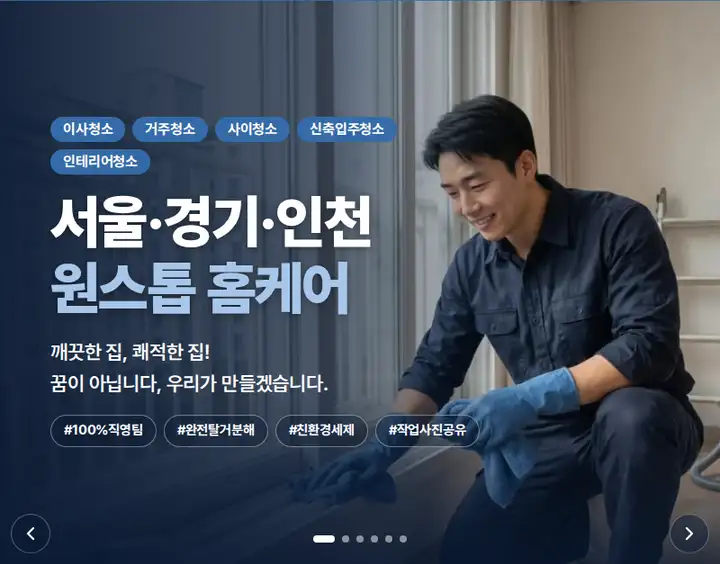 이사청소 거주청소 사이청소 신축입주청소
인테리어청소
서울·경기·인천
원스톱 홈케어
깨끗한 집, 쾌적한 집!
꿈이 아닙니다, 우리가 만들겠습니다.
#100%직영팀 #완전탈거분해 #친환경세제 #작업사진공유